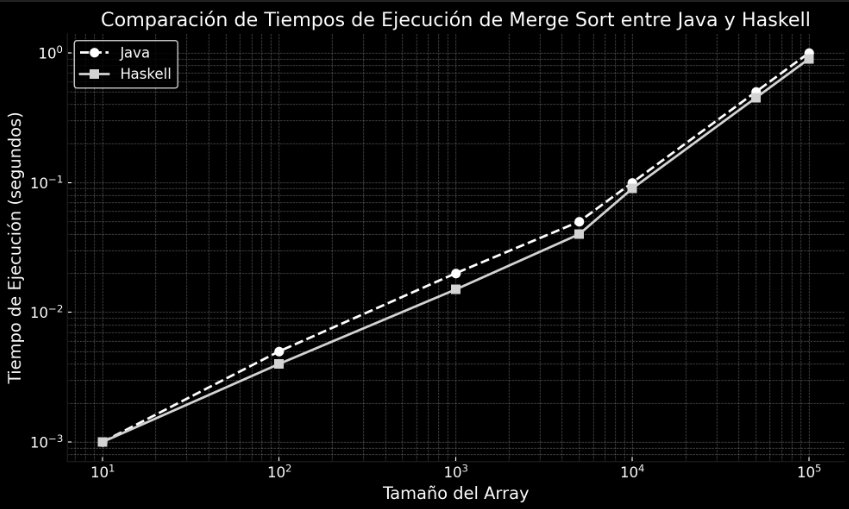 Comparación de Tiempos de Ejecución de Merge Sort entre Java y Haskell
10⁰
Java
Haskell
10⁻¹
10⁻²
10⁻³
Tiempo de Ejecución (segundos)
10¹ 10² 10³ 10⁴ 10⁵
Tamaño del Array